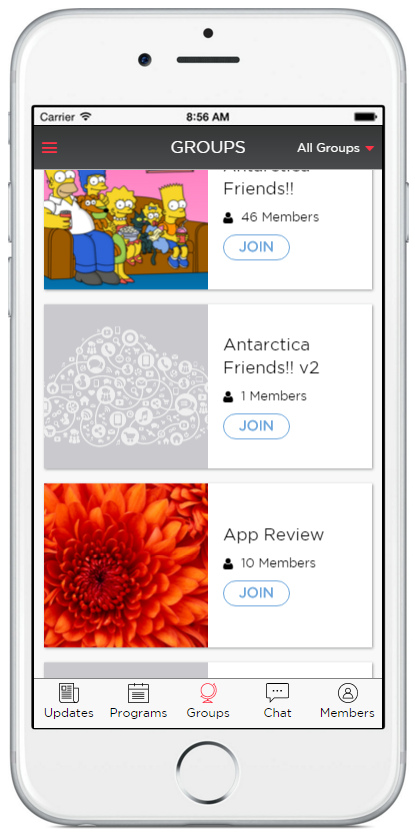 Carrier 8:56 AM
GROUPS All Groups
Antarctica
Friends!!
46 Members
JOIN
Antarctica
Friends!! v2
1 Members
JOIN
App Review
10 Members
JOIN
Updates Programs Groups Chat Members